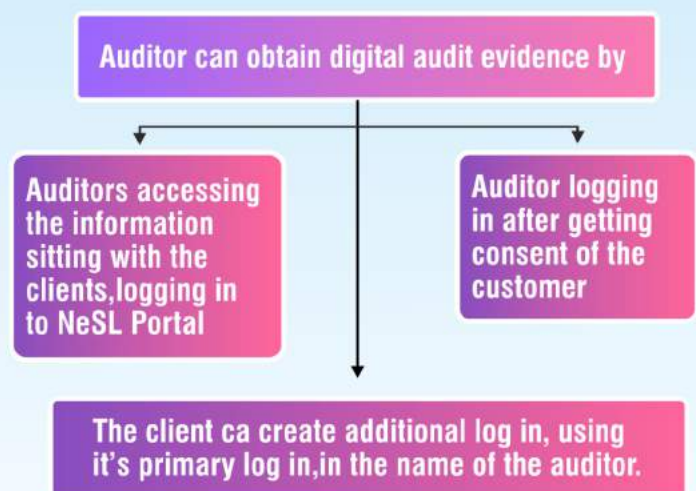 Auditor can obtain digital audit evidence by
Auditors accessing
the information
sitting with the
clients,logging in
to NeSL Portal
Auditor logging
in after getting
consent of the
customer
The client ca create additional log in, using
it's primary log in,in the name of the auditor.